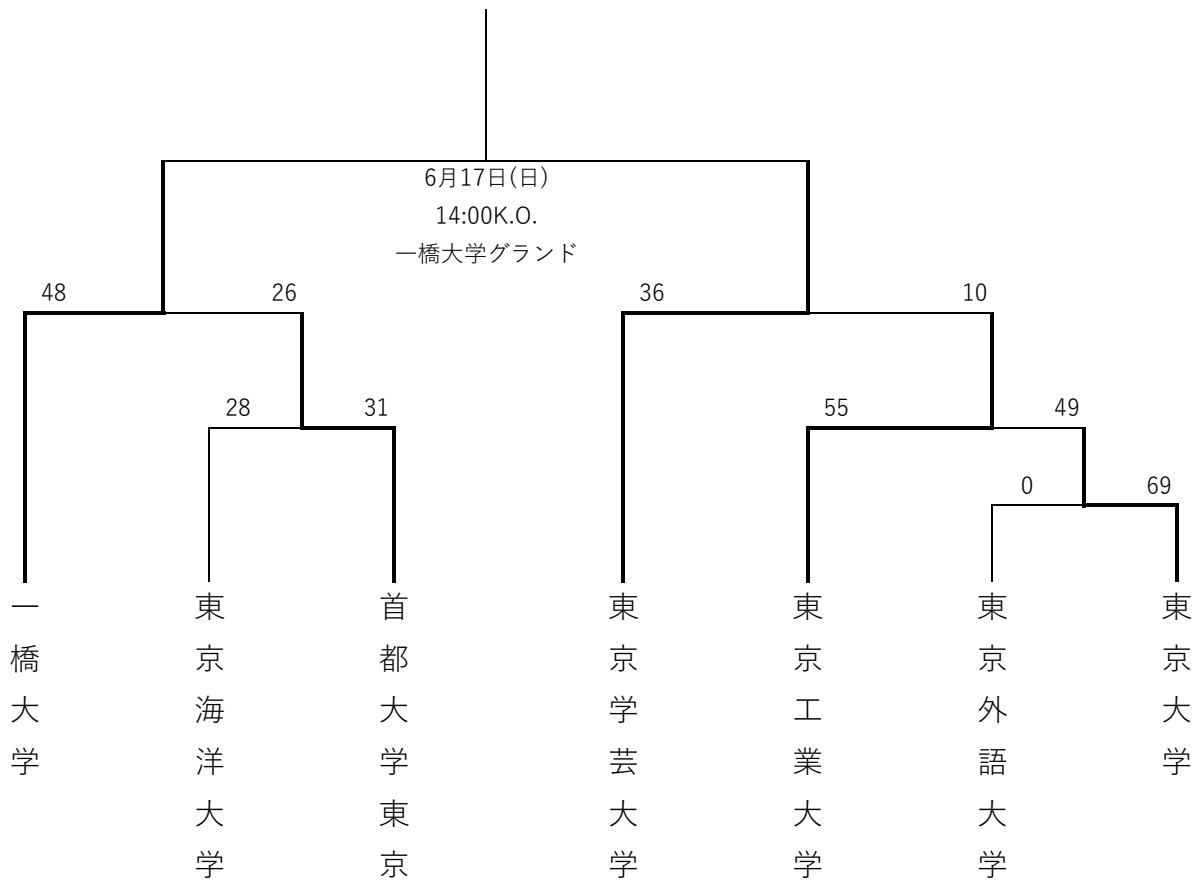 6月17日(日)
14:00K.O.
一橋大学グランド
48
26
36
10
28
31
55
49
0
69
一橋大学
東京海洋大学
首都大学東京
東京学芸大学
東京工業大学
東京外語大学
東京大学